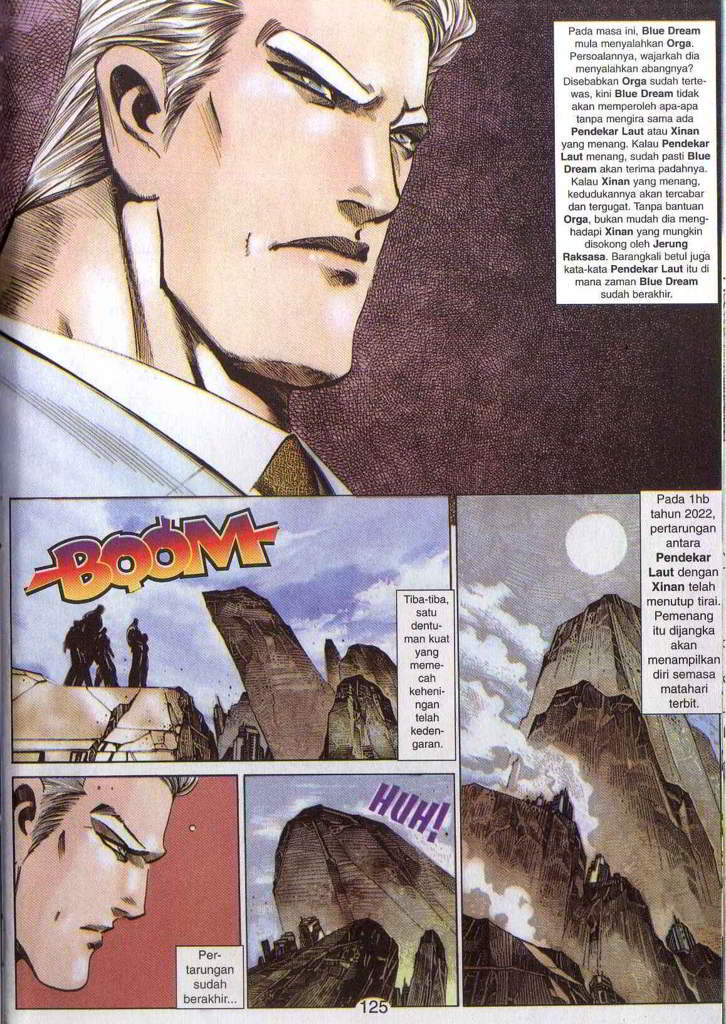 Pada masa ini, Blue Dream
mula menyalahkan Orga.
Persoalannya, wajarkah dia
menyalahkan abangnya?
Disebabkan Orga sudah terte-
was, kini Blue Dream tidak
akan memperoleh apa-apa
tanpa mengira sama ada
Pendekar Laut atau Xinan
yang menang. Kalau Pendekar
Laut menang, sudah pasti Blue
Dream akan terima padahnya.
Kalau Xinan yang menang,
kedudukannya akan tercabar
dan tergugat. Tanpa bantuan
Orga, bukan mudah dia meng-
hadapi Xinan yang mungkin
disokong oleh Jerung
Raksasa. Barangkali betul juga
kata-kata Pendekar Laut itu di
mana zaman Blue Dream
sudah berakhir.
BOOM
Tiba-tiba,
satu
dentu-
man kuat
yang
meme-
cah
keheni-
ngan
telah
keden-
garan.
Pada 1hb
tahun 2022,
pertarungan
antara
Pendekar
Laut dengan
Xinan telah
menutup tirai.
Pemenang
itu dijangka
akan
menampilkan
diri semasa
matahari
terbit.
Per-
tarungan
sudah
berakhir...
HUH!
125